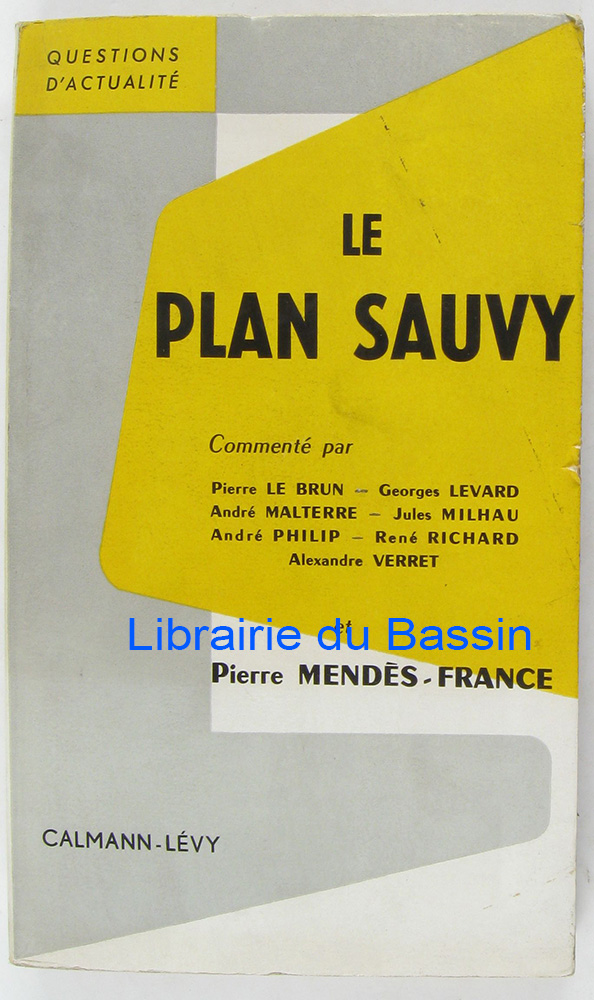 QUESTIONS
D'ACTUALITÉ
LE
PLAN SAUVY
Commenté par
Pierre LE BRUN — Georges LEVARD
André MALTERRE — Jules MILHAU
André PHILIP — René RICHARD
Alexandre VERRET
et
Librairie du Bassin
Pierre MENDÈS-FRANCE
CALMANN-LÉVY